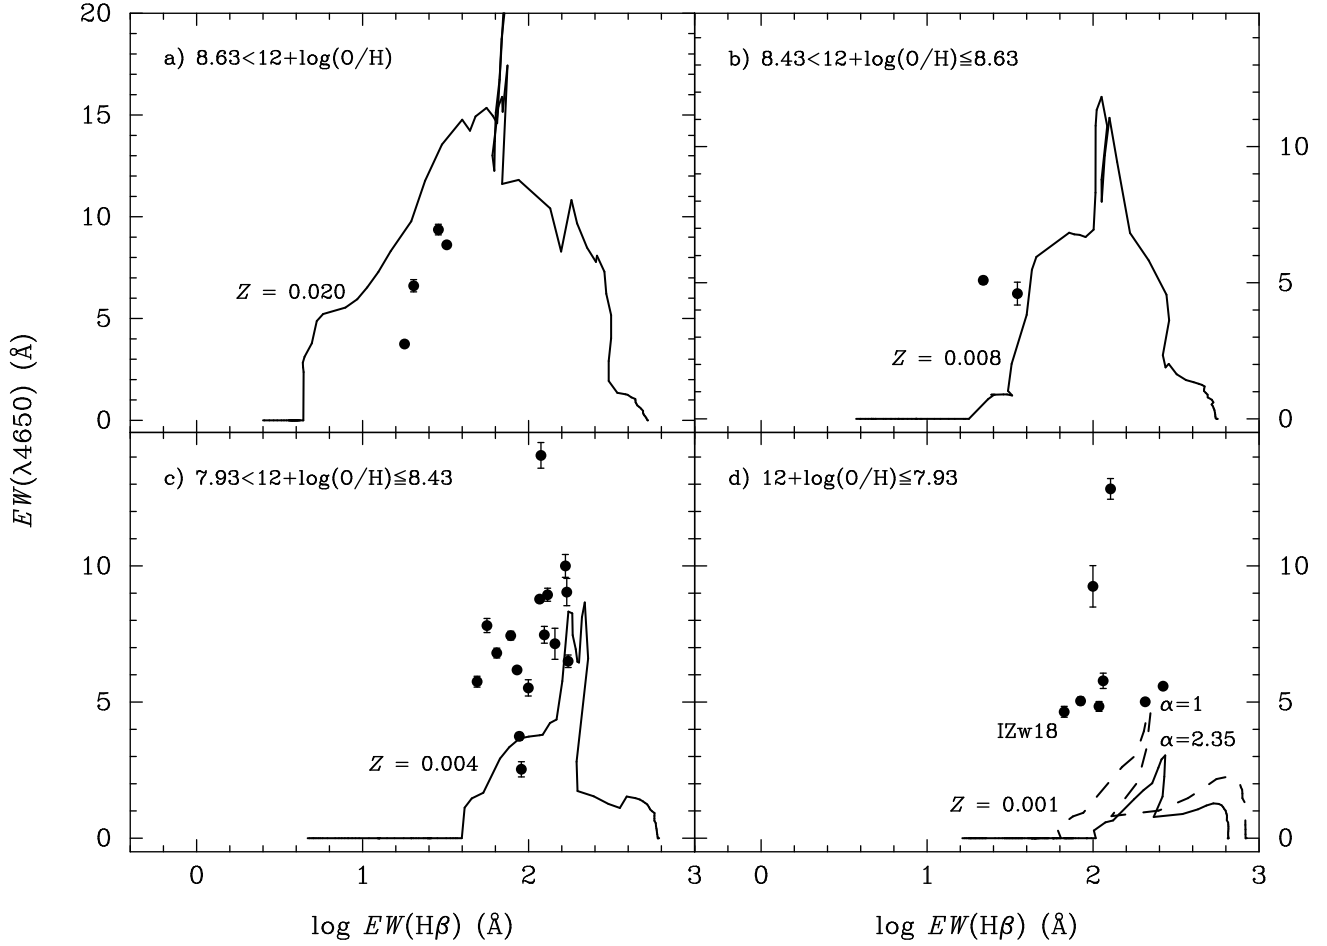 20
15
10
5
0
a) 8.63<12+log(O/H)
Z = 0.020
b) 8.43<12+log(O/H)≦8.63
Z = 0.008
10
5
0
EW(λ4650) (Å)
10
5
0
c) 7.93<12+log(O/H)≦8.43
Z = 0.004
d) 12+log(O/H)≦7.93
IZw18
α=1
α=2.35
Z = 0.001
10
5
0
0 1 2 3
0 1 2 3
log EW(Hβ) (Å)
log EW(Hβ) (Å)